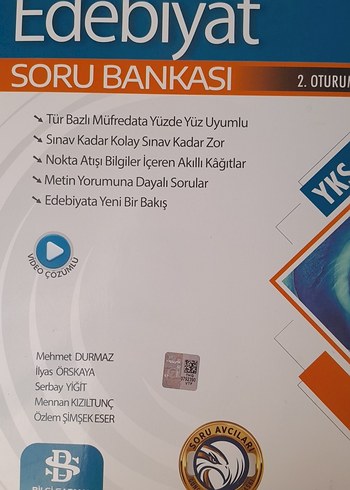 Edebiyat
SORU BANKASI
2. OTURUM
YKS
Tür Bazlı Müfredata Yüzde Yüz Uyumlu
Sınav Kadar Kolay Sınav Kadar Zor
Nokta Atışı Bilgiler İçeren Akıllı Kâğıtlar
Metin Yorumuna Dayalı Sorular
Edebiyata Yeni Bir Bakış
VİDEO ÇÖZÜMLÜ
Mehmet DURMAZ
İlyas ÖRSKAYA
Serbay YİĞİT
Mennan KIZILTUNÇ
Özlem ŞİMŞEK ESER
SORU AVCILARI